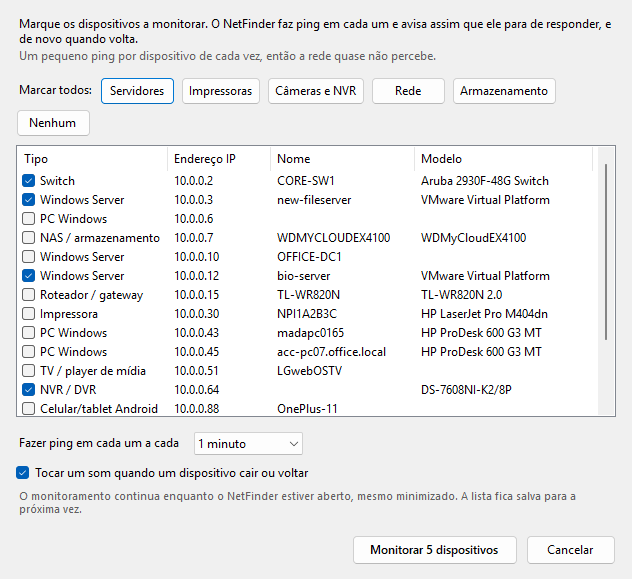 Marque os dispositivos a monitorar. O NetFinder faz ping em cada um e avisa assim que ele para de responder, e
de novo quando volta.
Um pequeno ping por dispositivo de cada vez, então a rede quase não percebe.
Marcar todos: Servidores Impressoras Câmeras e NVR Rede Armazenamento
Nenhum
Tipo Endereço IP Nome Modelo
Switch 10.0.0.2 CORE-SW1 Aruba 2930F-48G Switch
Windows Server 10.0.0.3 new-fileserver VMware Virtual Platform
PC Windows 10.0.0.6
NAS / armazenamento 10.0.0.7 WDMYCLOUDEX4100 WDMyCloudEX4100
Windows Server 10.0.0.10 OFFICE-DC1
Windows Server 10.0.0.12 bio-server VMware Virtual Platform
Roteador / gateway 10.0.0.15 TL-WR820N TL-WR820N 2.0
Impressora 10.0.0.30 NPI1A2B3C HP LaserJet Pro M404dn
PC Windows 10.0.0.43 madapc0165 HP ProDesk 600 G3 MT
PC Windows 10.0.0.45 acc-pc07.office.local HP ProDesk 600 G3 MT
TV / player de mídia 10.0.0.51 LGwebOSTV
NVR / DVR 10.0.0.64 DS-7608NI-K2/8P
Celular/tablet Android 10.0.0.88 OnePlus-11
Fazer ping em cada um a cada 1 minuto
Tocar um som quando um dispositivo cair ou voltar
O monitoramento continua enquanto o NetFinder estiver aberto, mesmo minimizado. A lista fica salva para a
próxima vez.
Monitorar 5 dispositivos Cancelar